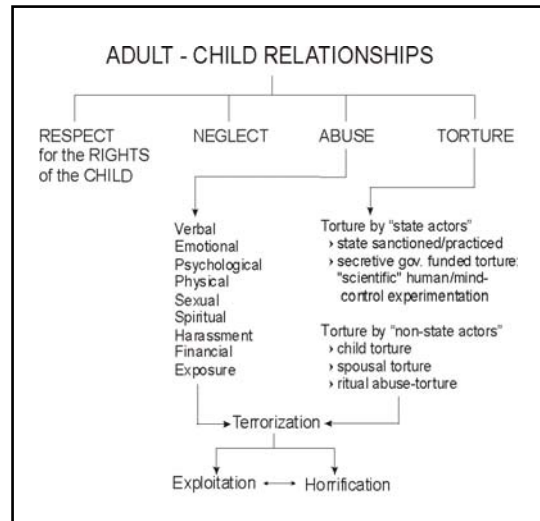 ADULT - CHILD RELATIONSHIPS
RESPECT
for the RIGHTS
of the CHILD
NEGLECT
ABUSE
TORTURE
Verbal
Emotional
Psychological
Physical
Sexual
Spiritual
Harassment
Financial
Exposure
Torture by "state actors"
› state sanctioned/practiced
› secretive gov. funded torture:
"scientific" human/mind-
control experimentation
Torture by "non-state actors"
› child torture
› spousal torture
› ritual abuse-torture
Terrorization
Exploitation
Horrification